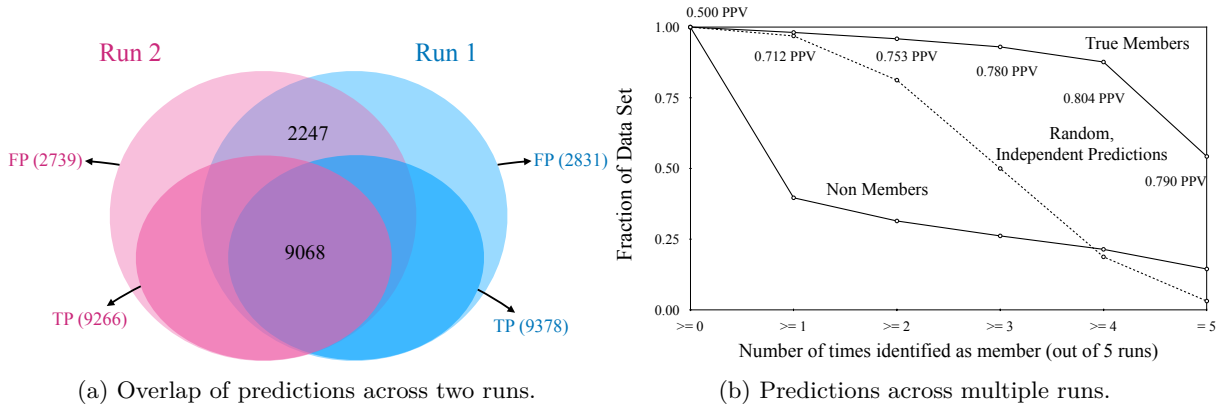 Run 2
Run 1
2247
FP (2739)
FP (2831)
9068
TP (9266)
TP (9378)
(a) Overlap of predictions across two runs.
0.500 PPV
1.00
True Members
0.712 PPV
0.753 PPV
0.780 PPV
0.75
0.804 PPV
Random,
Independent Predictions
0.50
0.790 PPV
Non Members
0.25
0.00
Fraction of Data Set
>= 0
>= 1
>= 2
>= 3
>= 4
= 5
Number of times identified as member (out of 5 runs)
(b) Predictions across multiple runs.